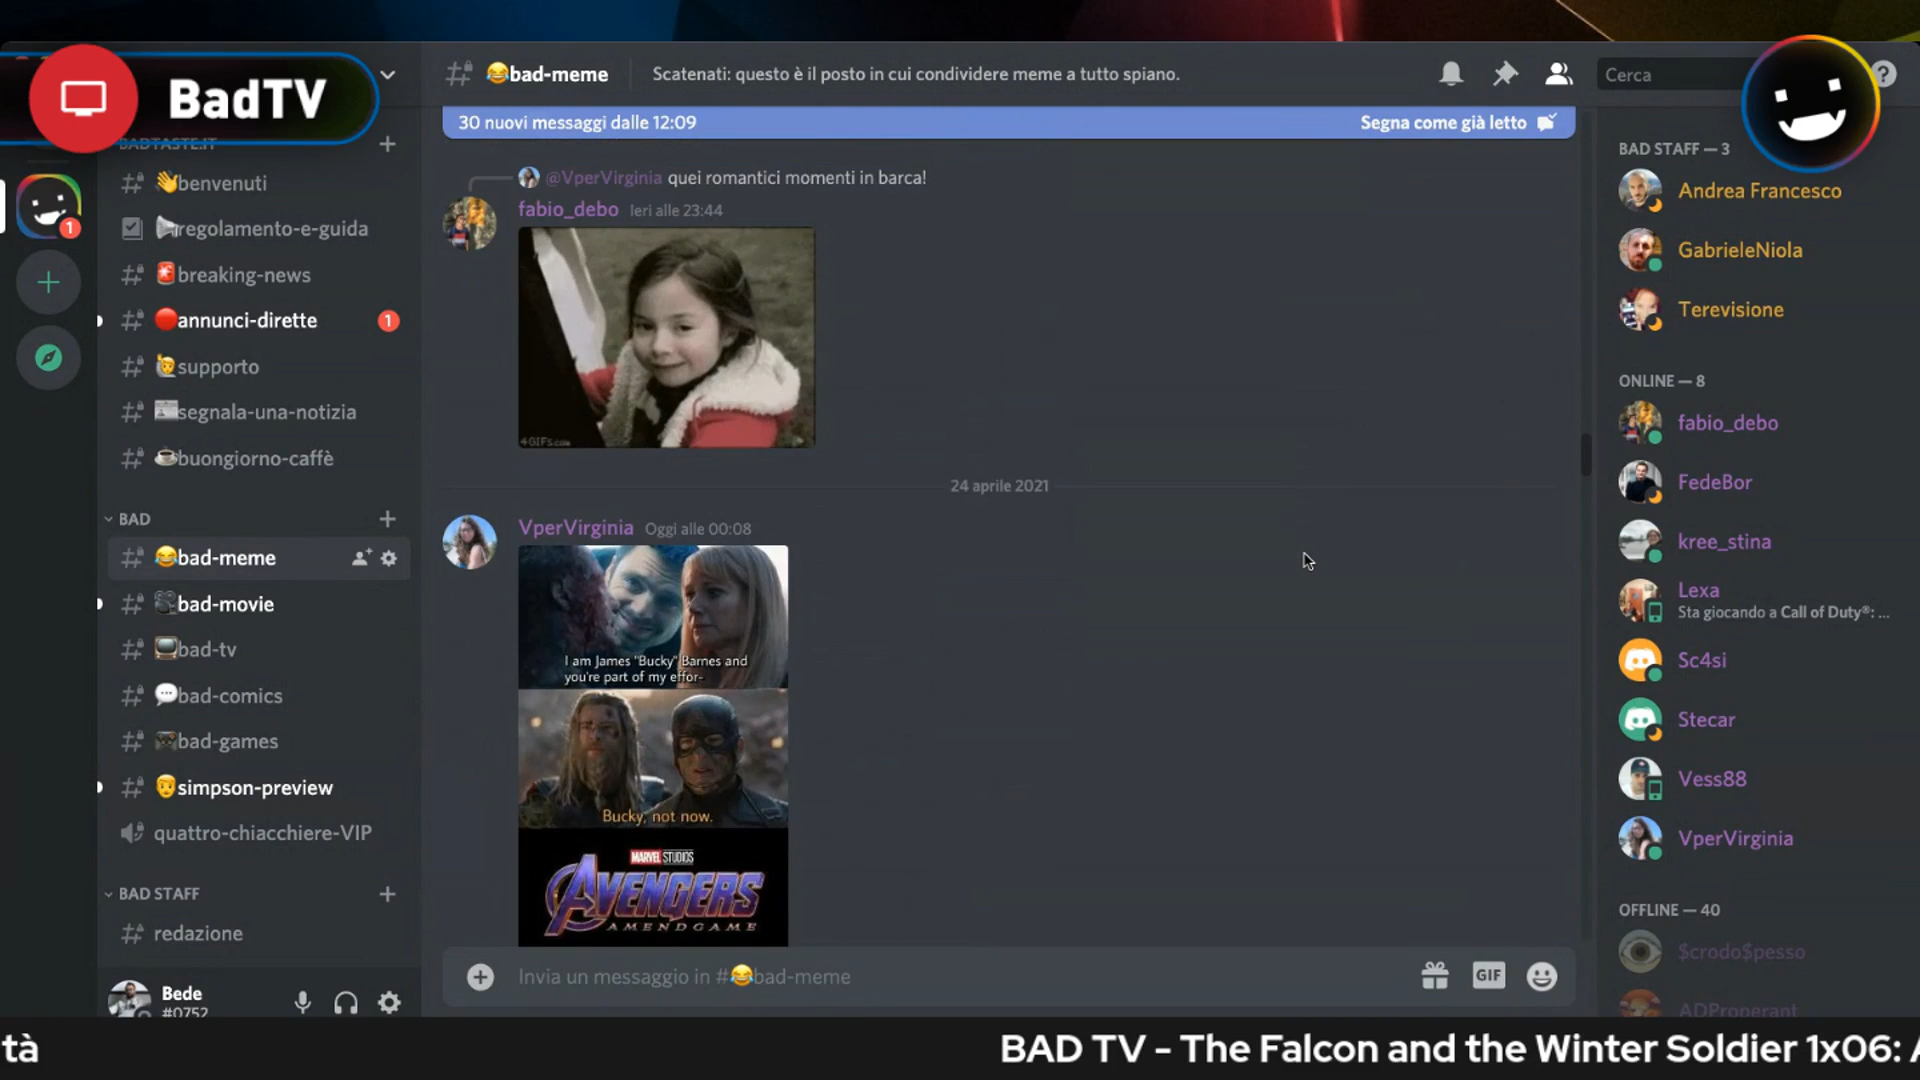 BadTV
BADTASTE.IT
benvenuti
regolamento-e-guida
breaking-news
annunci-dirette
1
supporto
segnala-una-notizia
buongiorno-caffè
1
BAD
bad-meme
bad-movie
bad-tv
bad-comics
bad-games
simpson-preview
quattro-chiacchiere-VIP
BAD STAFF
redazione
Bede
#0752
bad-meme
Scatenati: questo è il posto in cui condividere meme a tutto spiano.
Cerca
30 nuovi messaggi dalle 12:09
Segna come già letto
@VperVirginia quei romantici momenti in barca!
fabio_debo Ieri alle 23:44
4GIFs.com
24 aprile 2021
VperVirginia Oggi alle 00:08
I am James "Bucky" Barnes and
you're part of my effor-
Bucky, not now.
MARVEL STUDIOS
AVENGERS
AMENDGAME
Invia un messaggio in #bad-meme
GIF
BAD STAFF — 3
Andrea Francesco
GabrieleNiola
Terevisione
ONLINE — 8
fabio_debo
FedeBor
kree_stina
Lexa
Sta giocando a Call of Duty®: ...
Sc4si
Stecar
Vess88
VperVirginia
OFFLINE — 40
$crodo$pesso
ADProperant
tà
BAD TV - The Falcon and the Winter Soldier 1x06: A